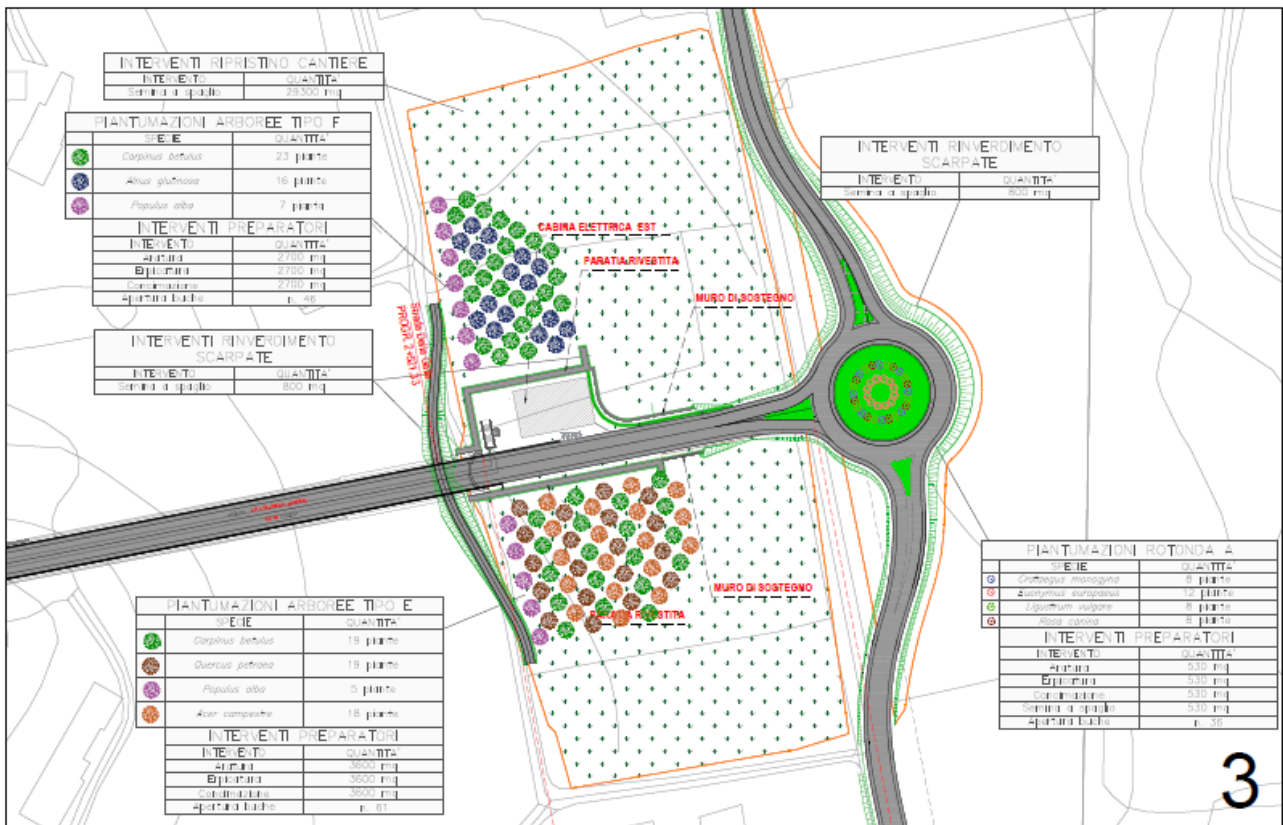 INTERVENTI RIPRISTINO CANTIERE
INTERVENTO QUANTITA'
Semina a spaglio 29300 mq
PIANTUMAZIONI ARBOREE TIPO F
SPECIE QUANTITA'
Carpinus betulus 23 piante
Alnus glutinosa 16 piante
Populus alba 7 piante
INTERVENTI PREPARATORI
INTERVENTO QUANTITA'
Aratura 2700 mq
Erpicatura 2700 mq
Concimazione 2700 mq
Apertura buche n. 46
INTERVENTI RINVERDIMENTO
SCARPATE
INTERVENTO QUANTITA'
Semina a spaglio 800 mq
CABINA ELETTRICA EST
PARATIA RIVESTITA
MURO DI SOSTEGNO
INTERVENTI RINVERDIMENTO
SCARPATE
INTERVENTO QUANTITA'
Semina a spaglio 800 mq
MURO DI SOSTEGNO
PARATIA RIVESTITA
PIANTUMAZIONI ARBOREE TIPO E
SPECIE QUANTITA'
Carpinus betulus 19 piante
Quercus petraea 19 piante
Populus alba 5 piante
Acer campestre 18 piante
INTERVENTI PREPARATORI
INTERVENTO QUANTITA'
Aratura 3600 mq
Erpicatura 3600 mq
Concimazione 3600 mq
Apertura buche n. 61
PIANTUMAZIONI ROTONDA A
SPECIE QUANTITA'
Crataegus monogyna 8 piante
Euonymus europaeus 12 piante
Ligustrum vulgare 8 piante
Rosa canina 8 piante
INTERVENTI PREPARATORI
INTERVENTO QUANTITA'
Aratura 530 mq
Erpicatura 530 mq
Concimazione 530 mq
Semina a spaglio 530 mq
Apertura buche n. 36
3